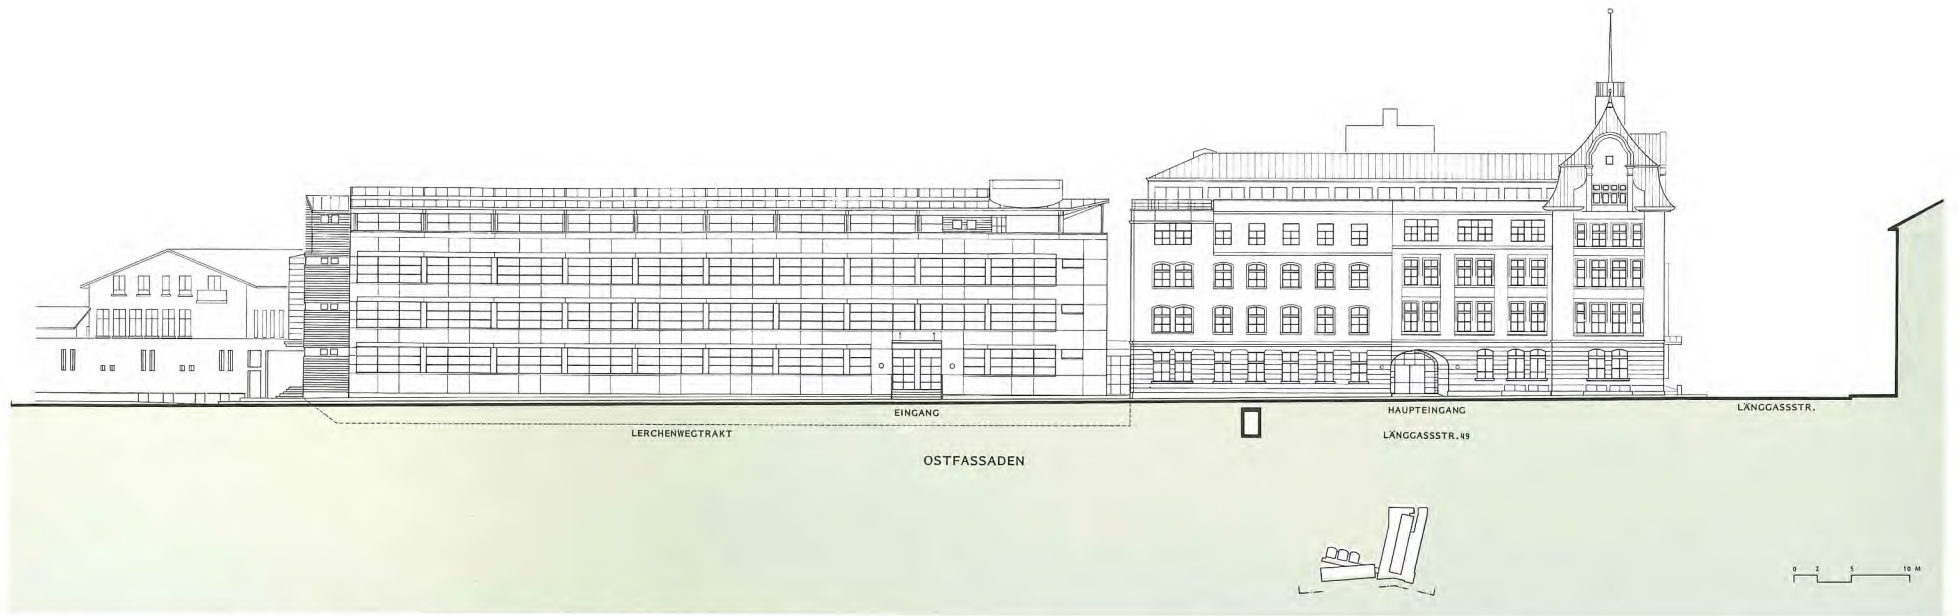 EINGANG
HAUPTEINGANG
LÄNGGASSSTR.
LERCHENWEGTRAKT
LÄNGGASSSTR. 49
OSTFASSADEN
0 2 5 10 M